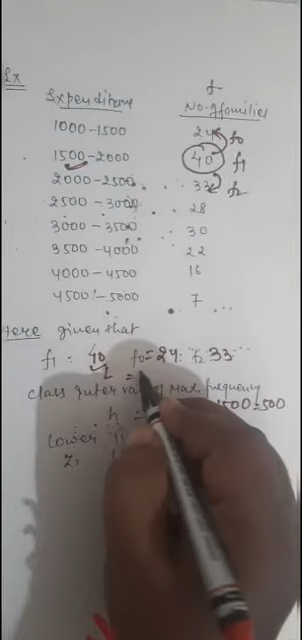 Ex
Expenditure f
No. of families
1000-1500 24 f0
1500-2000 40 f1
2000-2500 33 f2
2500-3000 28
3000-3500 30
3500-4000 22
4000-4500 16
4500-5000 7
Here given that
f1 = 40 f0 = 24 f2 33
class Interval of Max frequency
h = 1500 = 500
Lower